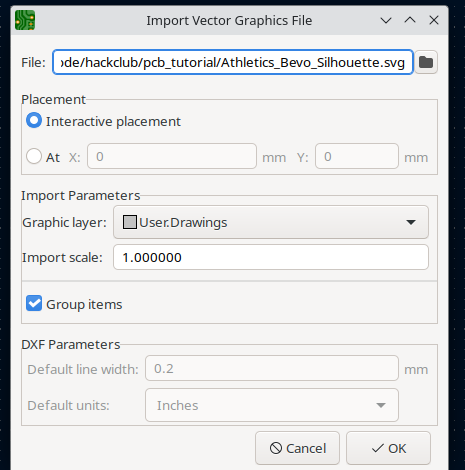 Import Vector Graphics File
File: ode/hackclub/pcb_tutorial/Athletics_Bevo_Silhouette.svg
Placement
Interactive placement
At X: 0 mm Y: 0 mm
Import Parameters
Graphic layer: User.Drawings
Import scale: 1.000000
Group items
DXF Parameters
Default line width: 0.2 mm
Default units: Inches
Cancel OK